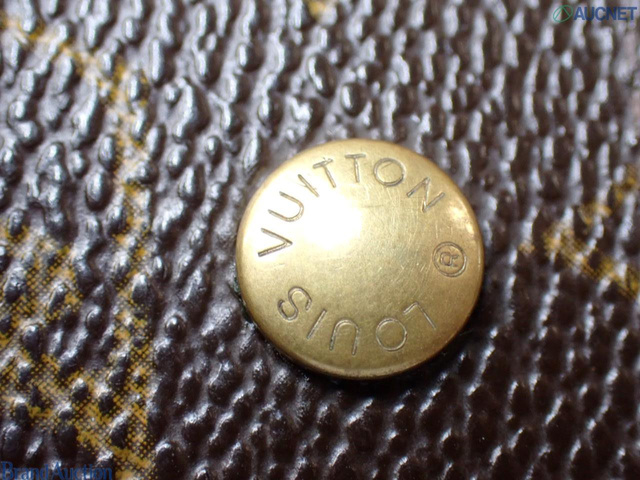 AUCNET
LOUIS VUITTON ®
Brand Auction